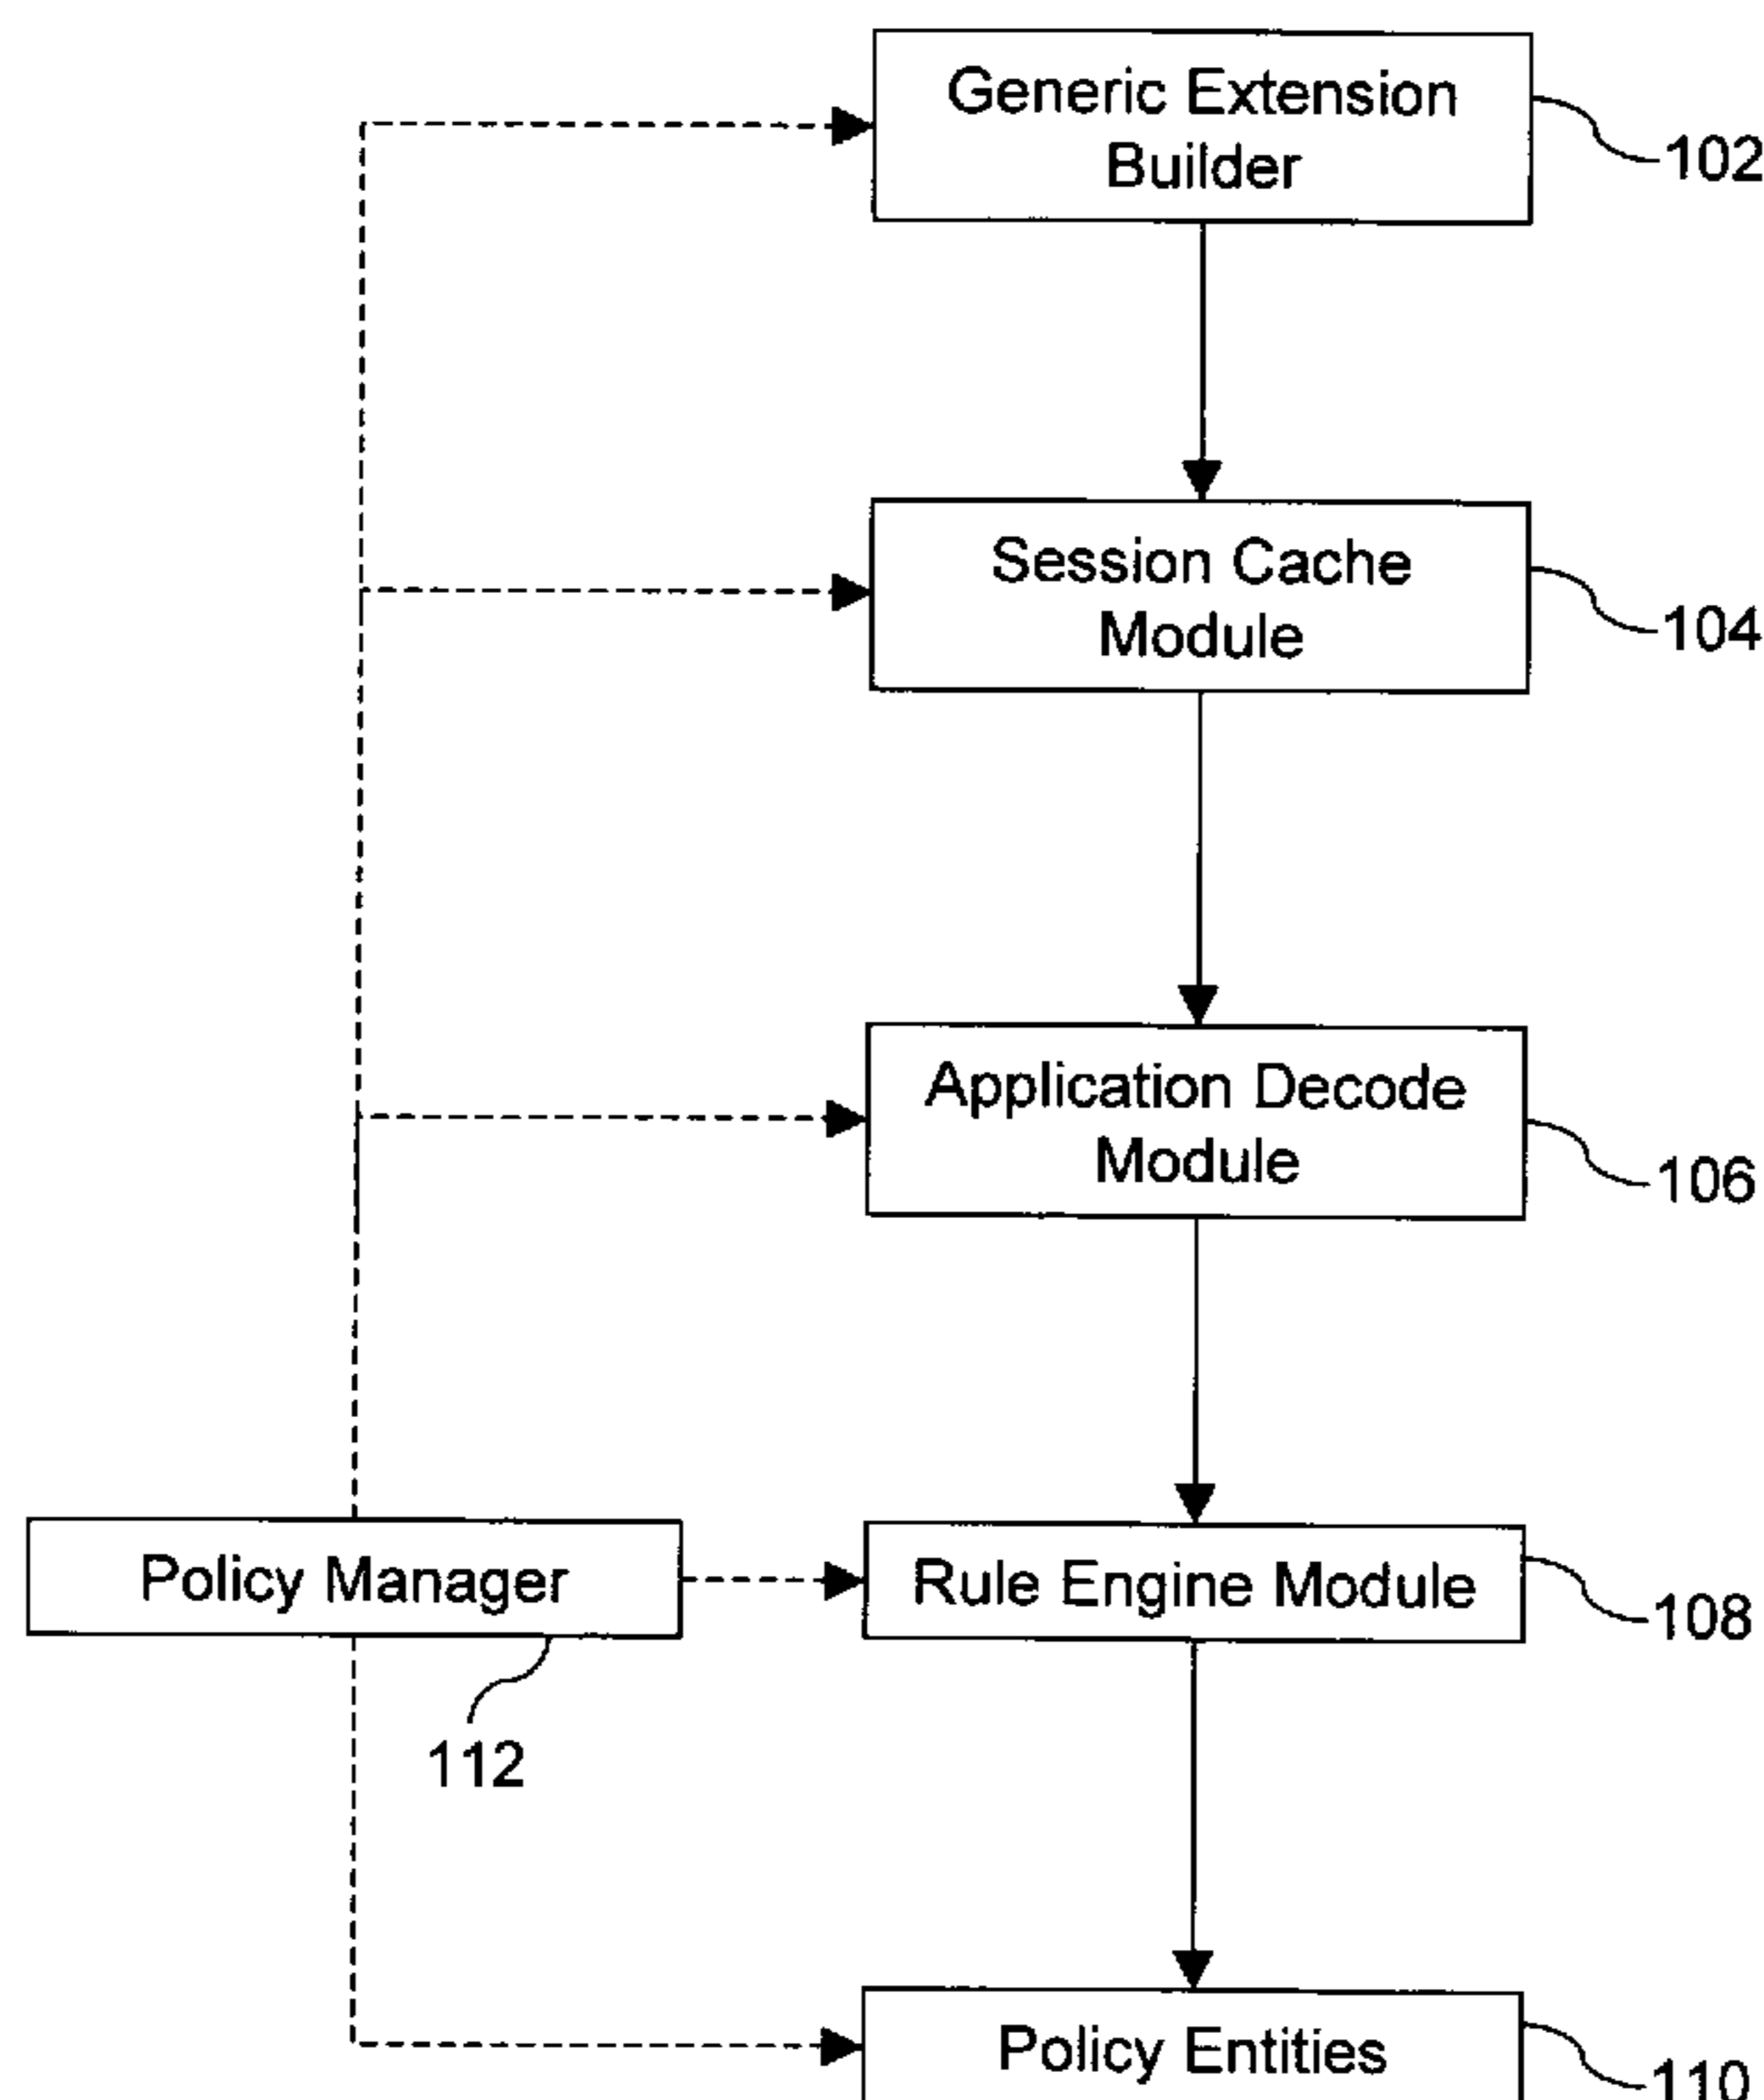 Generic Extension
Builder
102
Session Cache
Module
104
Application Decode
Module
106
Policy Manager
Rule Engine Module
108
112
Policy Entities
110